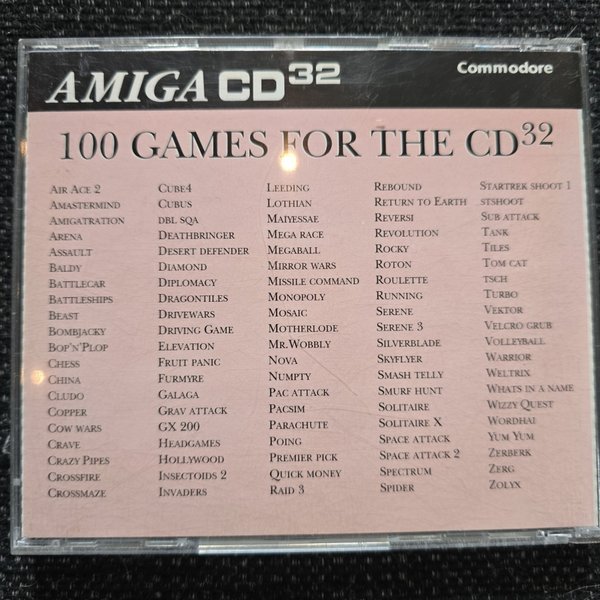 AMIGA CD32
Commodore
100 GAMES FOR THE CD32
AIR ACE 2
AMASTERMIND
AMIGATRATION
ARENA
ASSAULT
BALDY
BATTLECAR
BATTLESHIPS
BEAST
BOMBJACKY
BOP'N'PLOP
CHESS
CHINA
CLUDO
COPPER
COW WARS
CRAVE
CRAZY PIPES
CROSSFIRE
CROSSMAZE
CUBE4
CUBUS
DBL SQA
DEATHBRINGER
DESERT DEFENDER
DIAMOND
DIPLOMACY
DRAGONTILES
DRIVEWARS
DRIVING GAME
ELEVATION
FRUIT PANIC
FURMYRE
GALAGA
GRAV ATTACK
GX 200
HEADGAMES
HOLLYWOOD
INSECTOIDS 2
INVADERS
LEEDING
LOTHIAN
MAIYESSAE
MEGA RACE
MEGABALL
MIRROR WARS
MISSILE COMMAND
MONOPOLY
MOSAIC
MOTHERLODE
MR.WOBBLY
NOVA
NUMPTY
PAC ATTACK
PACSIM
PARACHUTE
POING
PREMIER PICK
QUICK MONEY
RAID 3
REBOUND
RETURN TO EARTH
REVERSI
REVOLUTION
ROCKY
ROTON
ROULETTE
RUNNING
SERENE
SERENE 3
SILVERBLADE
SKYFLYER
SMASH TELLY
SMURF HUNT
SOLITAIRE
SOLITAIRE X
SPACE ATTACK
SPACE ATTACK 2
SPECTRUM
SPIDER
STARTREK SHOOT 1
STSHOOT
SUB ATTACK
TANK
TILES
TOM CAT
TSCH
TURBO
VEKTOR
VELCRO GRUB
VOLLEYBALL
WARRIOR
WELTRIX
WHATS IN A NAME
WIZZY QUEST
WORDHAI
YUM YUM
ZERBERK
ZERG
ZOLYX